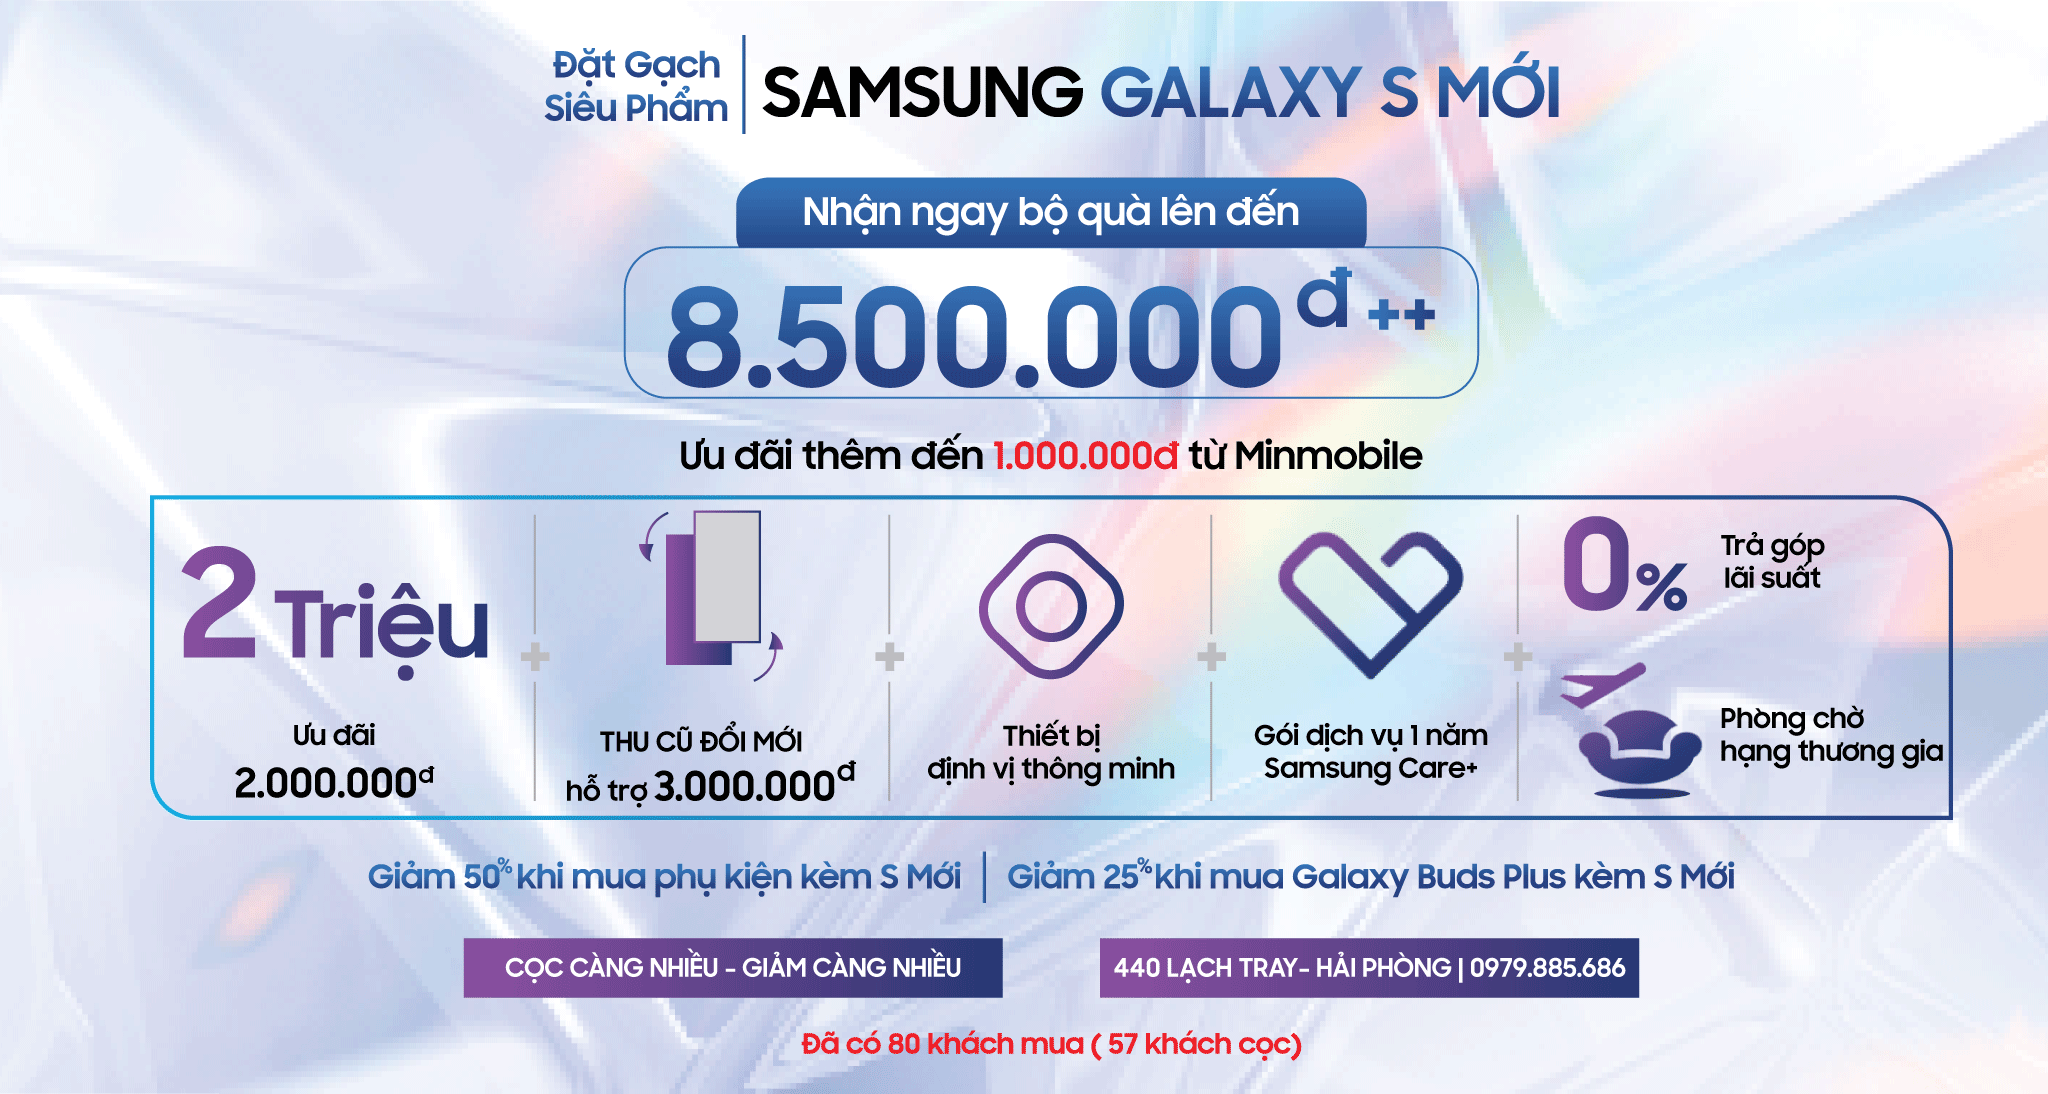 Đặt Gạch
Siêu Phẩm
SAMSUNG GALAXY S MỚI
Nhận ngay bộ quà lên đến
8.500.000đ ++
Ưu đãi thêm đến 1.000.000đ từ Minmobile
2 Triệu
Ưu đãi
2.000.000đ
THU CŨ ĐỔI MỚI
hỗ trợ 3.000.000đ
Thiết bị
định vị thông minh
Gói dịch vụ 1 năm
Samsung Care+
0%
Trả góp
lãi suất
Phòng chờ
hạng thương gia
Giảm 50% khi mua phụ kiện kèm S Mới | Giảm 25% khi mua Galaxy Buds Plus kèm S Mới
CỌC CÀNG NHIỀU - GIẢM CÀNG NHIỀU
440 LẠCH TRAY- HẢI PHÒNG | 0979.885.686
Đã có 80 khách mua ( 57 khách cọc)